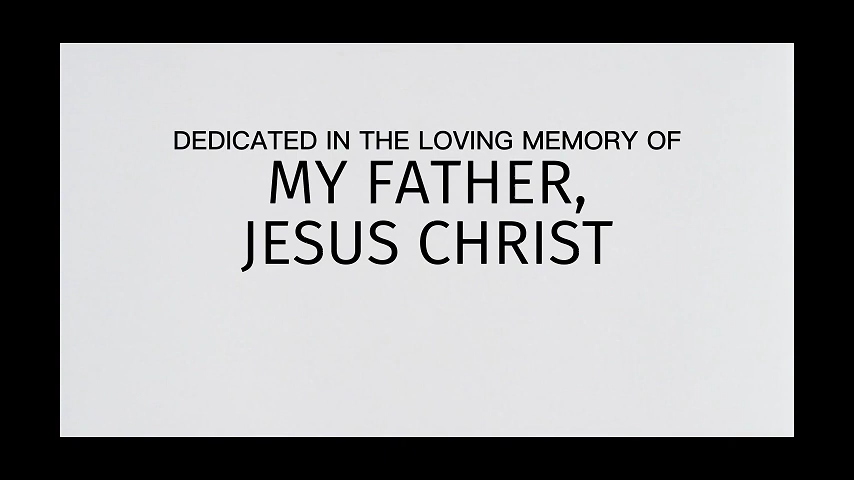 DEDICATED IN THE LOVING MEMORY OF
MY FATHER,
JESUS CHRIST